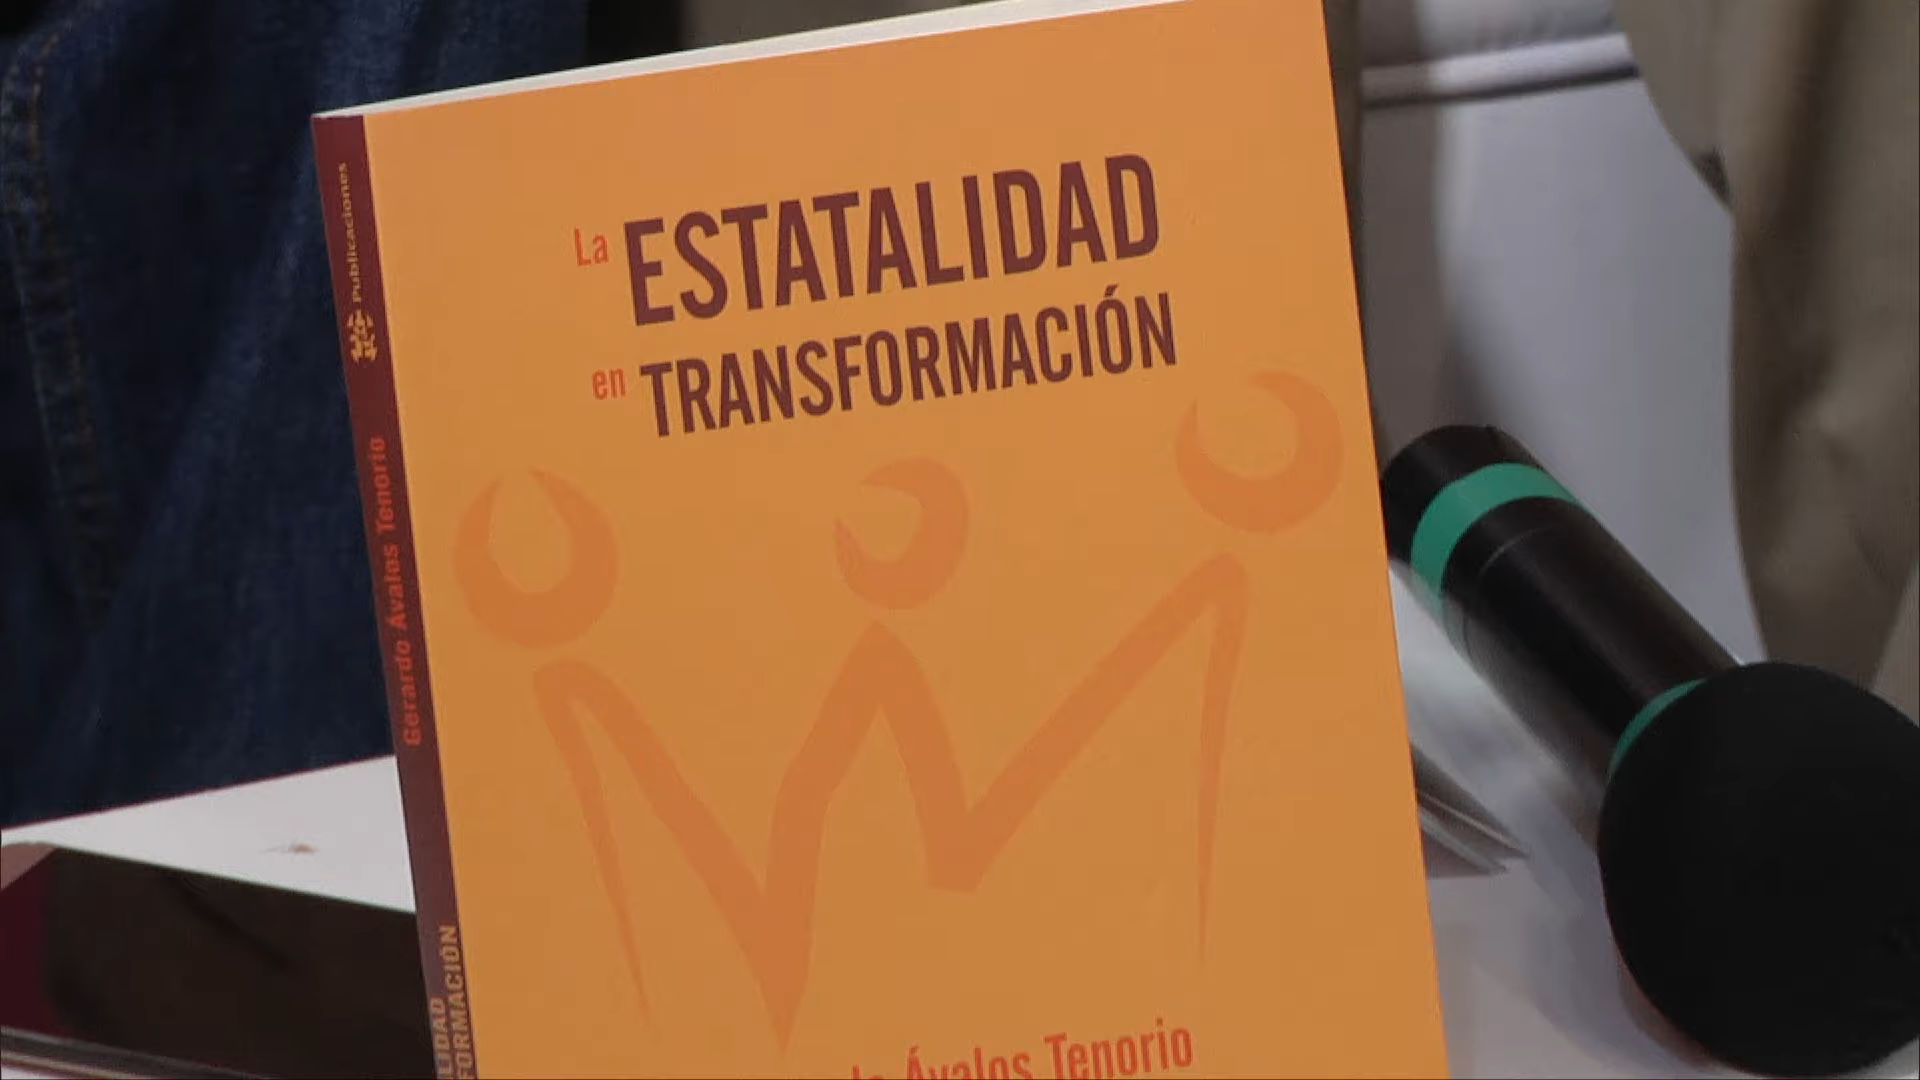 La ESTATALIDAD
en TRANSFORMACIÓN
Ávalos Tenorio
Publicaciones
Gerardo Ávalos Tenorio